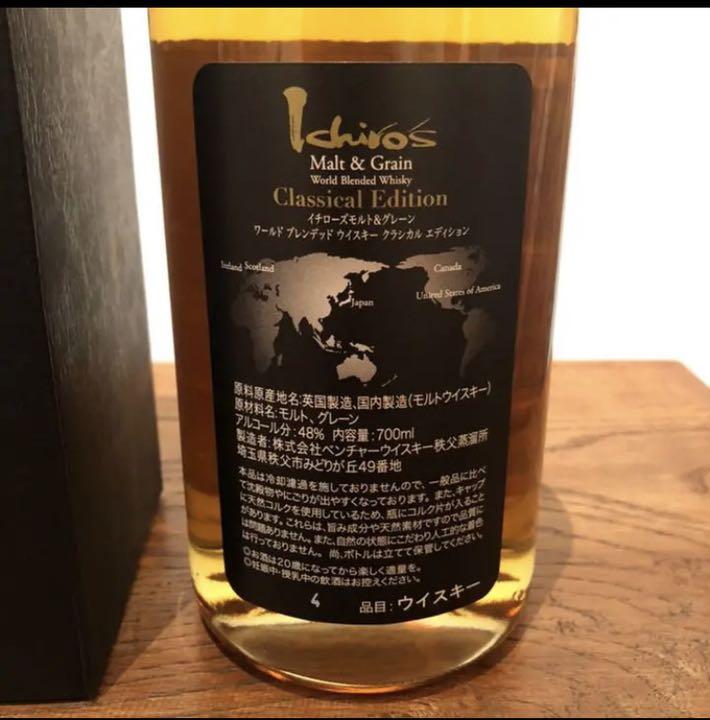 Ichiro's
Malt & Grain
World Blended Whisky
Classical Edition
イチローズモルト&グレーン
ワールド ブレンデッド ウイスキー クラシカル エディション
Ireland Scotland
Canada
Japan
United States of America
原料原産地名:英国製造、国内製造(モルトウイスキー)
原材料名:モルト、グレーン
アルコール分:48% 内容量:700ml
製造者:株式会社ベンチャーウイスキー秩父蒸溜所
埼玉県秩父市みどりが丘49番地
本品は冷却濾過を施しておりませんので、一般品に比べ
て沈殿物やにごりが出やすくなっております。また、キャップ
に天然コルクを使用しているため、瓶にコルク片が入ること
があります。これらは、旨み成分や天然素材ですので品質に
は問題ありません。また、自然の状態にこだわり人工的な着色
は行っておりません。尚、ボトルは立てて保管してください。
◎お酒は20歳になってから楽しく適量を。
◎妊娠中・授乳中の飲酒はお控えください。
4 品目:ウイスキー